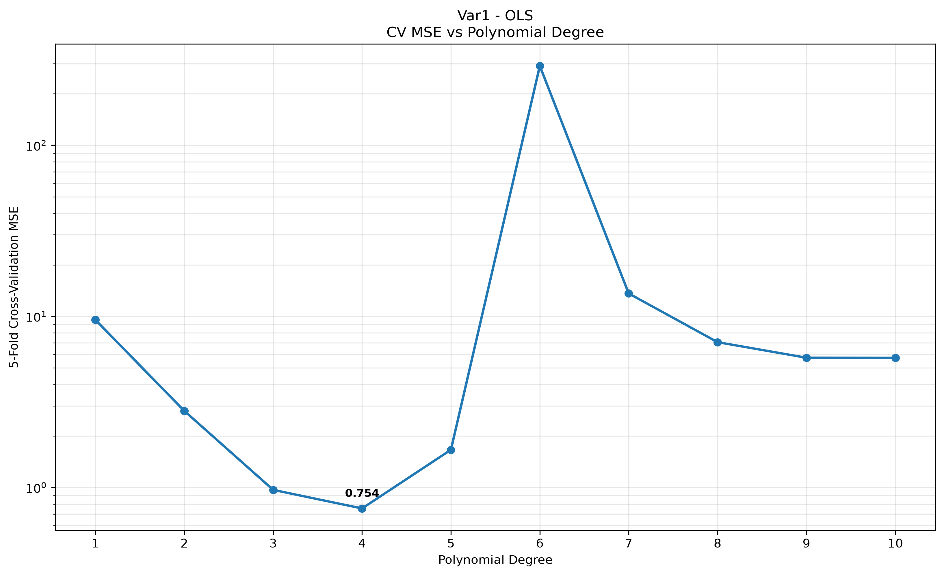 Var1 - OLS
CV MSE vs Polynomial Degree
5-Fold Cross-Validation MSE
10²
10¹
10⁰
0.754
1 2 3 4 5 6 7 8 9 10
Polynomial Degree